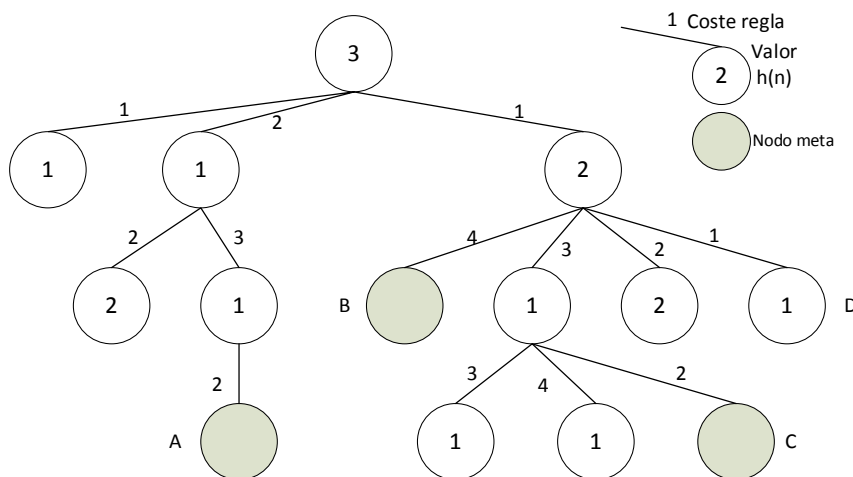 1 Coste regla
3
Valor
2 h(n)
1 2 1
Nodo meta
1 1 2
2 3 4 3 2 1
2 1 B 1 2 1 D
2 3 4 2
A 1 1 C